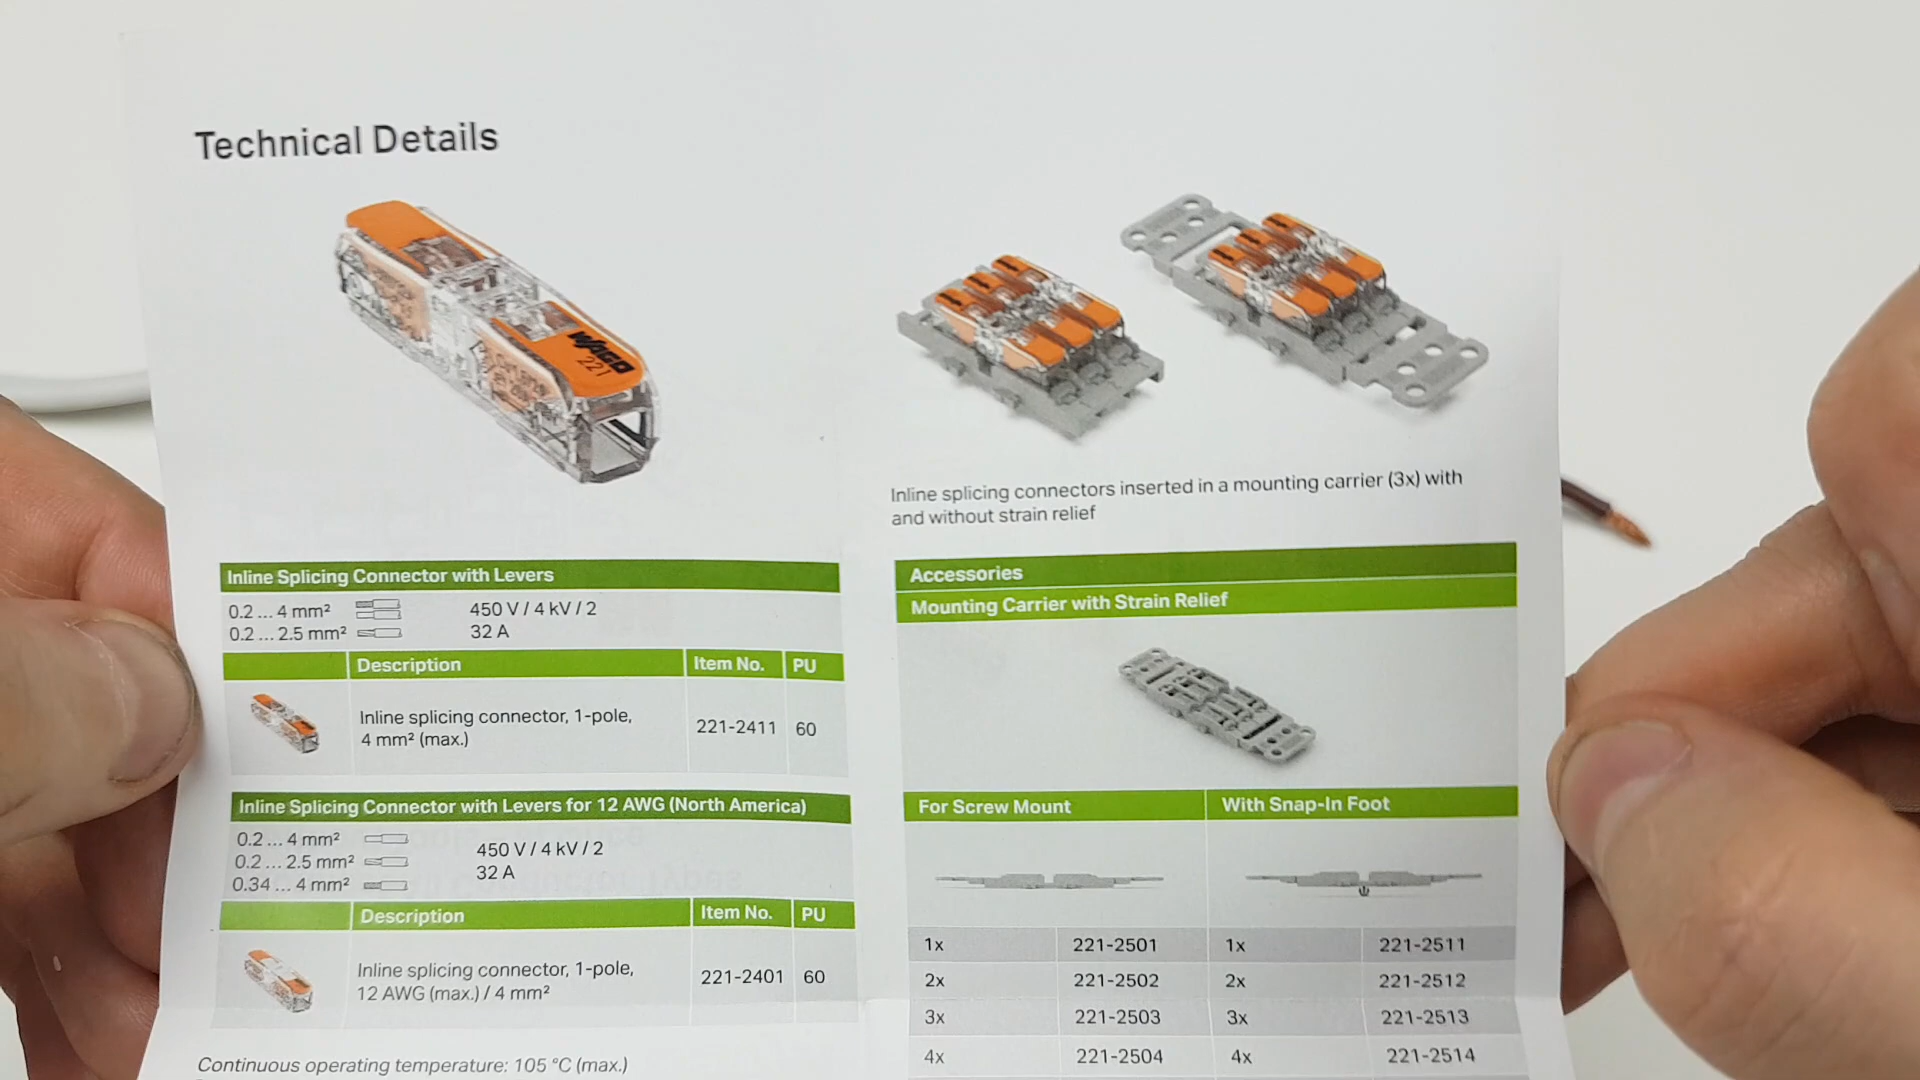 Technical Details
WAGO
221
Inline Splicing Connector with Levers
0.2 ... 4 mm² 450 V / 4 kV / 2
0.2 ... 2.5 mm² 32 A
Description Item No. PU
Inline splicing connector, 1-pole,
4 mm² (max.) 221-2411 60
Inline Splicing Connector with Levers for 12 AWG (North America)
0.2 ... 4 mm² 450 V / 4 kV / 2
0.2 ... 2.5 mm² 32 A
0.34 ... 4 mm²
Description Item No. PU
Inline splicing connector, 1-pole,
12 AWG (max.) / 4 mm² 221-2401 60
Continuous operating temperature: 105 °C (max.)
Inline splicing connectors inserted in a mounting carrier (3x) with
and without strain relief
Accessories
Mounting Carrier with Strain Relief
For Screw Mount With Snap-In Foot
1x 221-2501 1x 221-2511
2x 221-2502 2x 221-2512
3x 221-2503 3x 221-2513
4x 221-2504 4x 221-2514